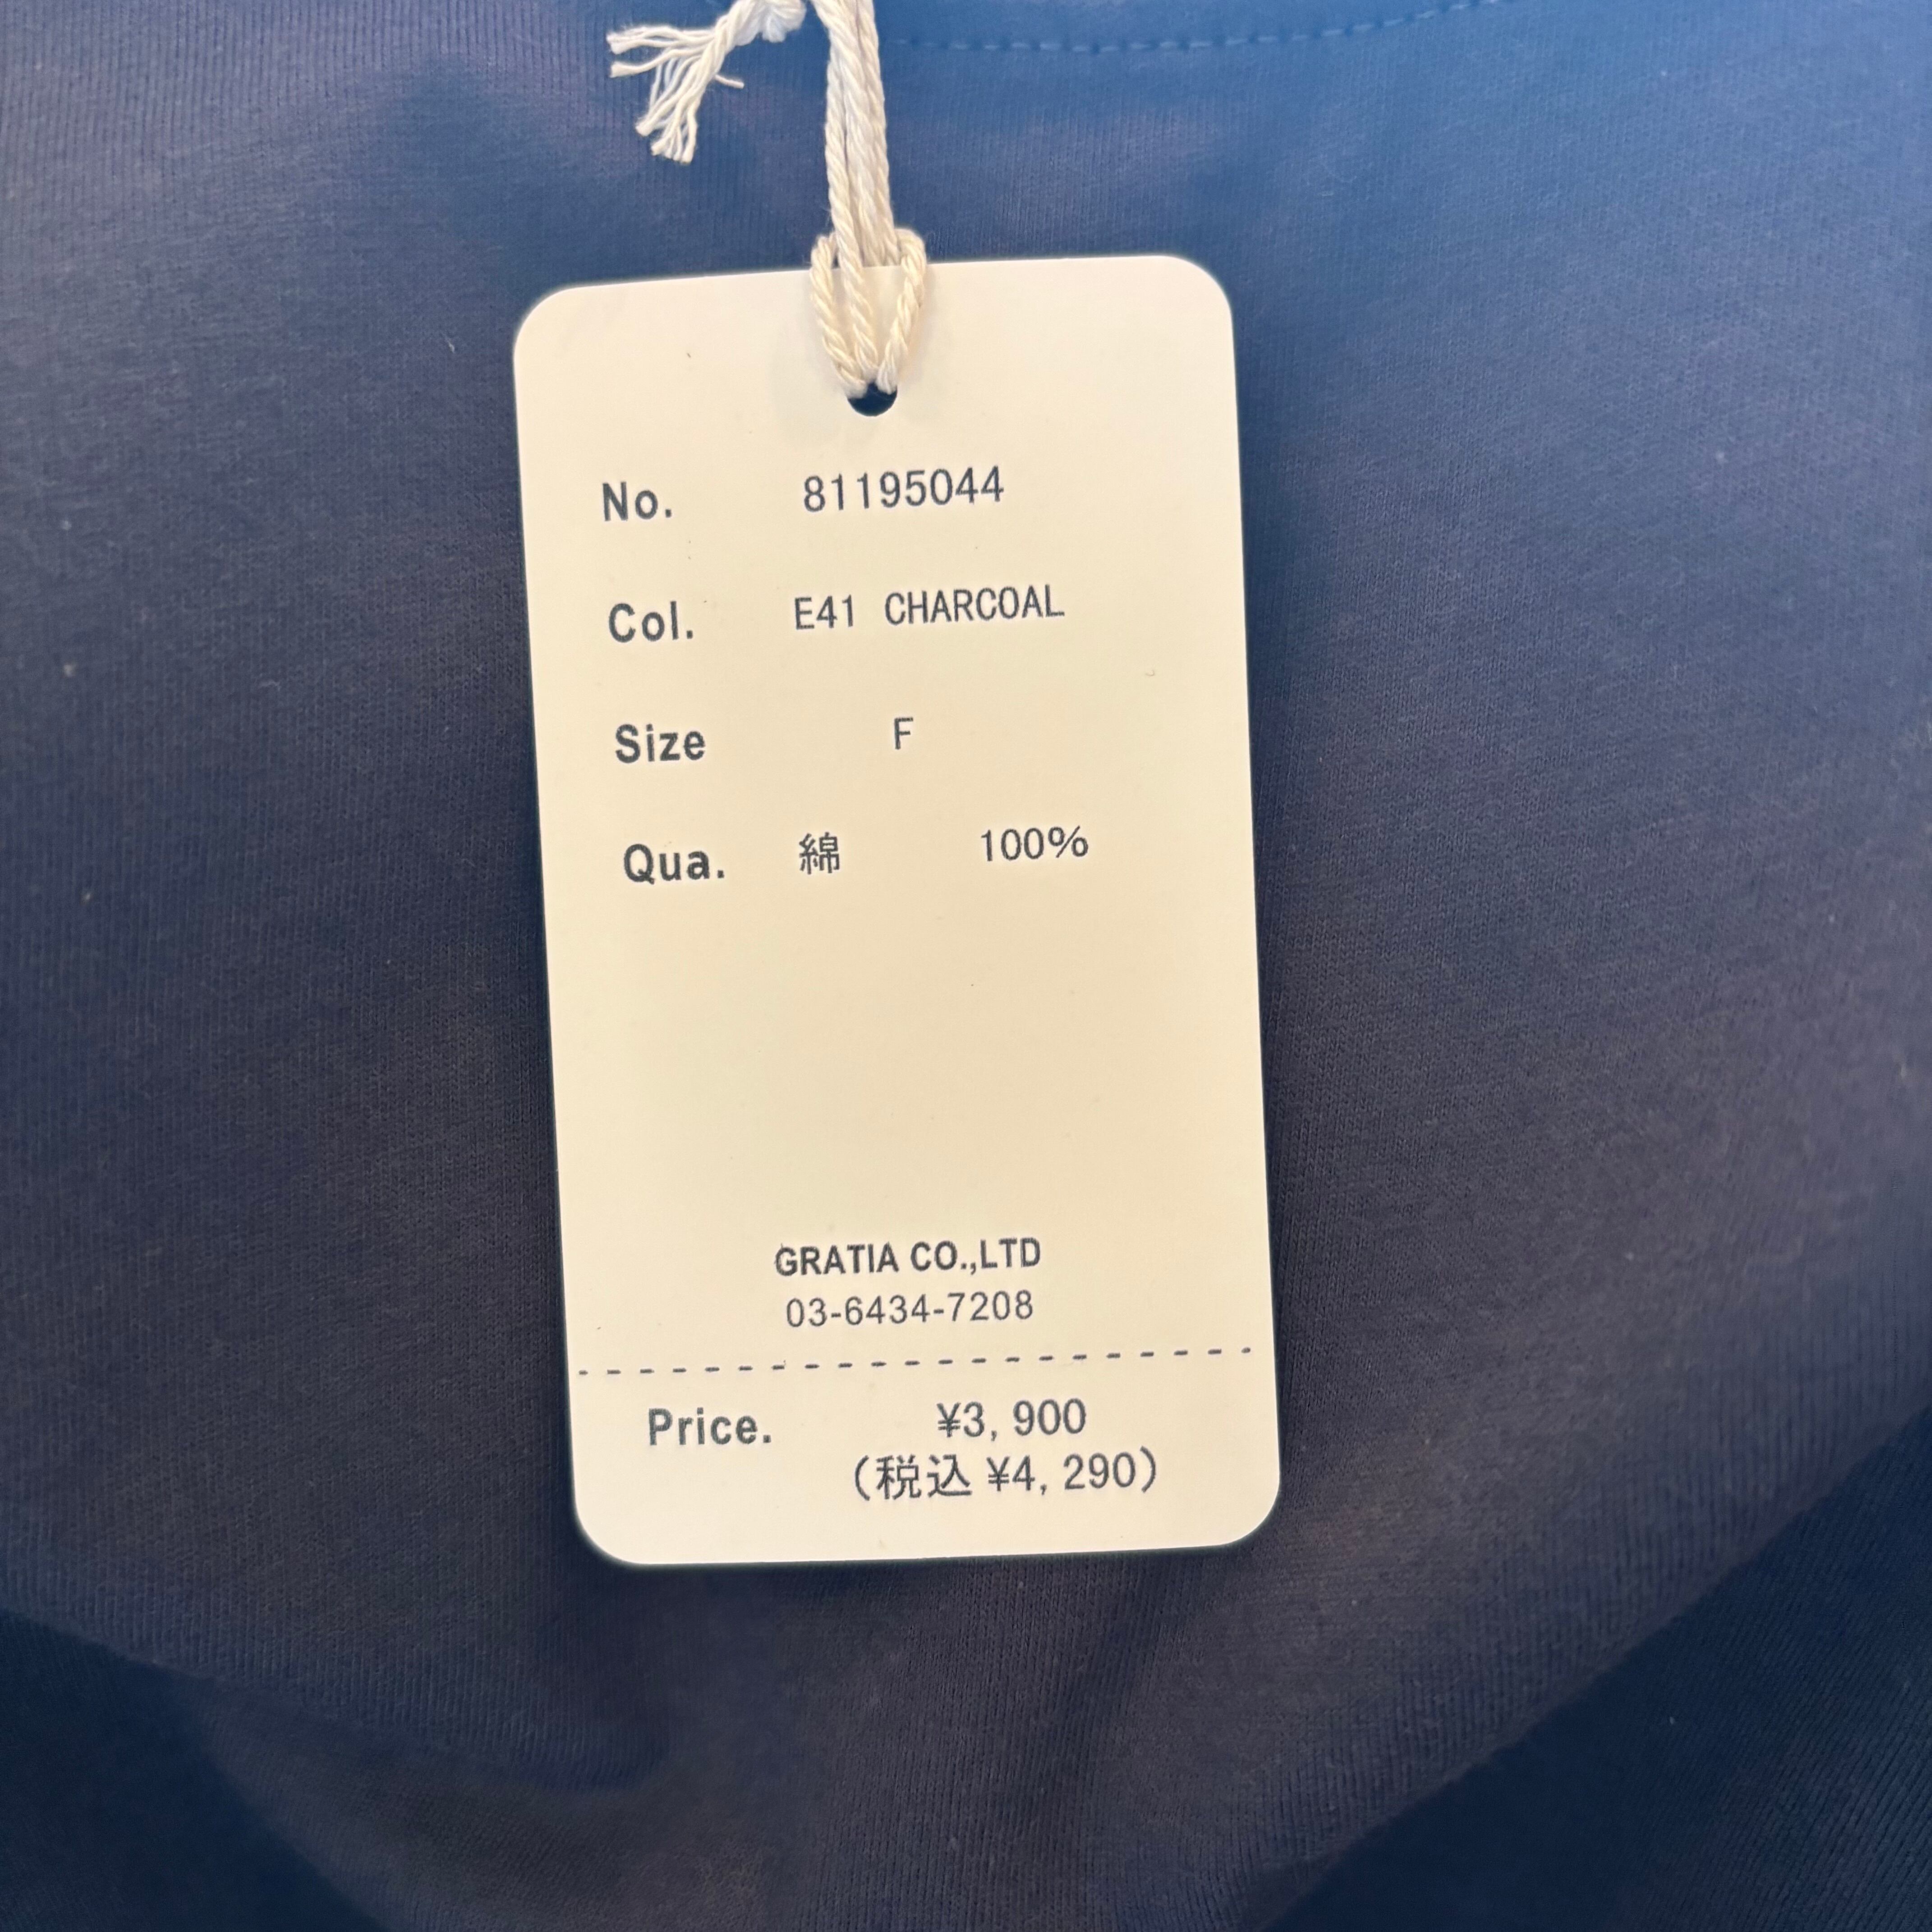 No. 81195044
Col. E41 CHARCOAL
Size F
Qua. 綿 100%
GRATIA CO.,LTD
03-6434-7208
Price. ¥3,900
(税込 ¥4,290)